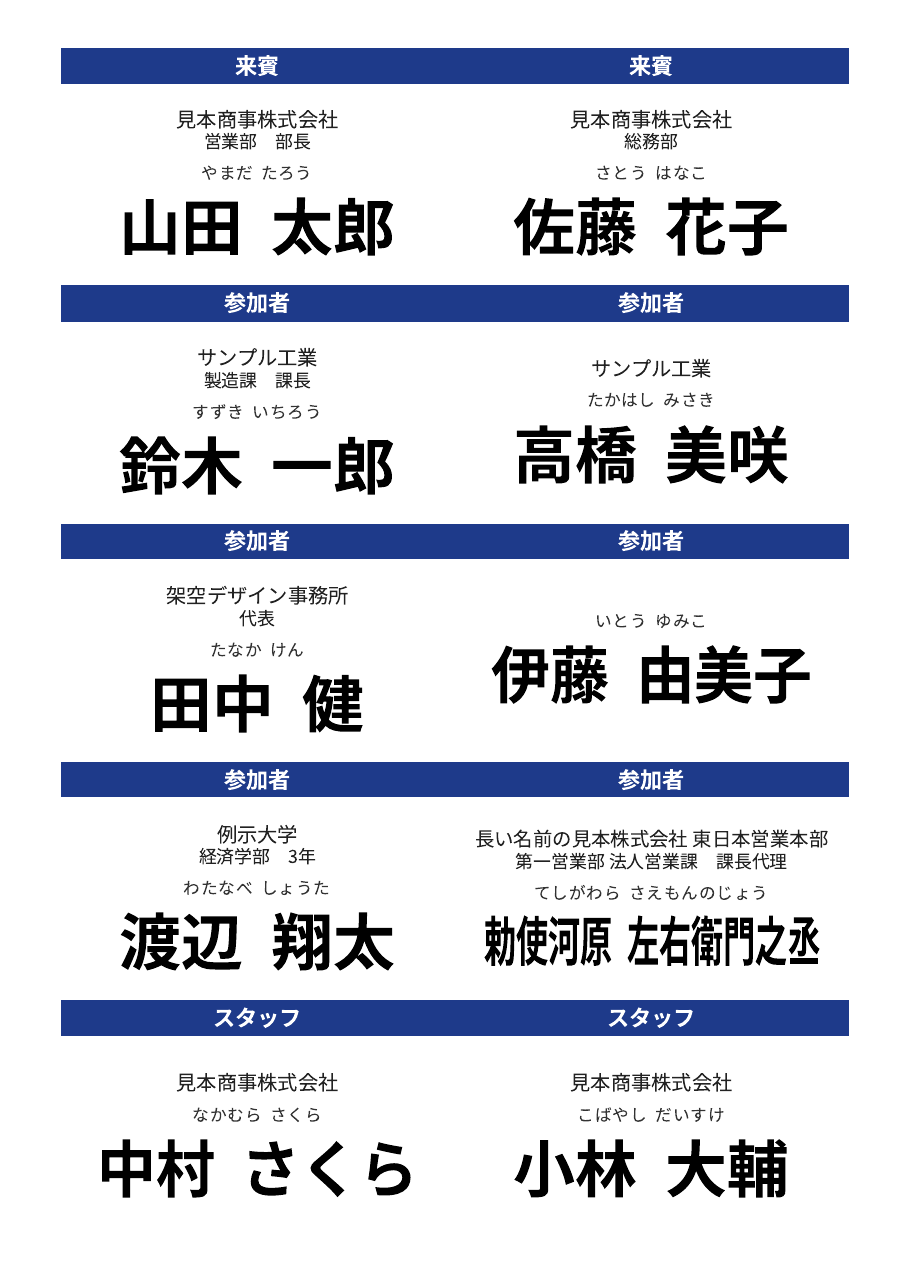 来賓
見本商事株式会社
営業部　部長
やまだ たろう
山田 太郎
来賓
見本商事株式会社
総務部
さとう はなこ
佐藤 花子
参加者
サンプル工業
製造課　課長
すずき いちろう
鈴木 一郎
参加者
サンプル工業
たかはし みさき
高橋 美咲
参加者
架空デザイン事務所
代表
たなか けん
田中 健
参加者
いとう ゆみこ
伊藤 由美子
参加者
例示大学
経済学部　3年
わたなべ しょうた
渡辺 翔太
参加者
長い名前の見本株式会社 東日本営業本部
第一営業部 法人営業課　課長代理
てしがわら さえもんのじょう
勅使河原 左右衛門之丞
スタッフ
見本商事株式会社
なかむら さくら
中村 さくら
スタッフ
見本商事株式会社
こばやし だいすけ
小林 大輔